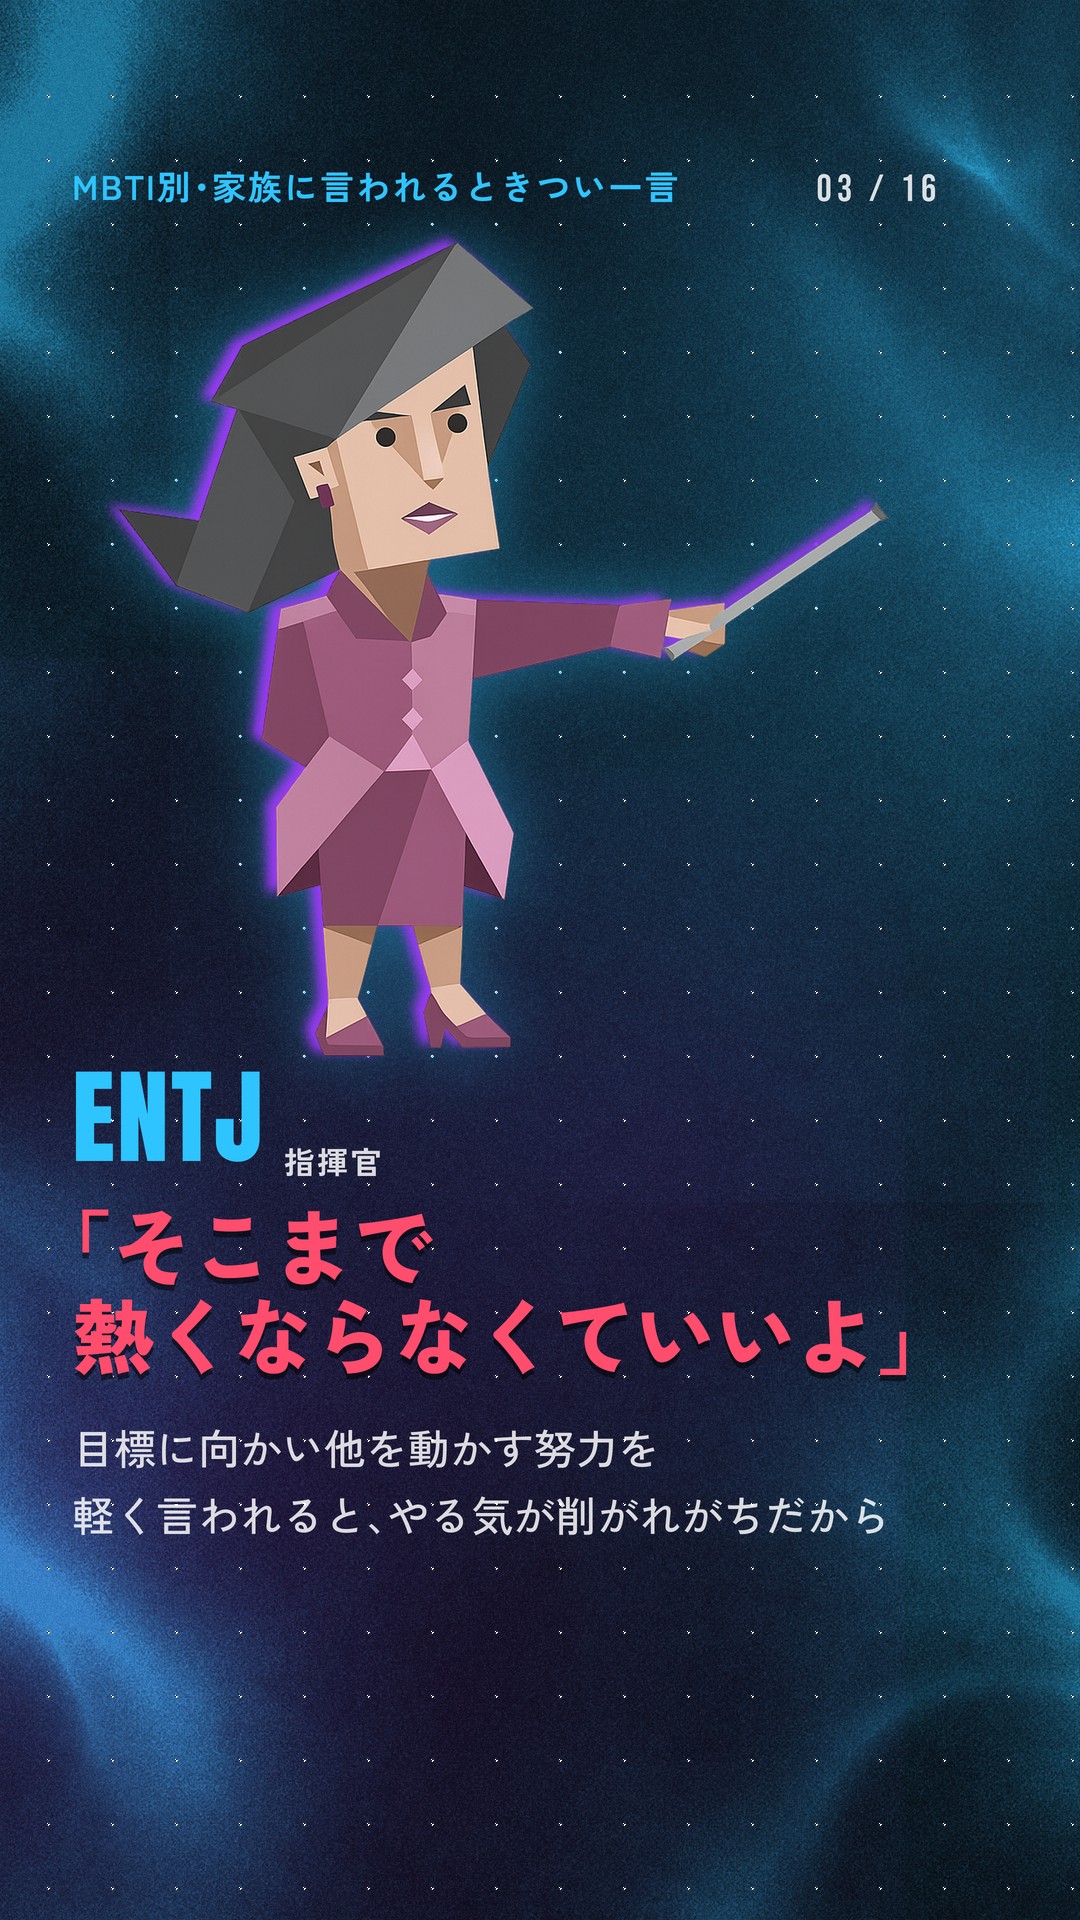 MBTI別・家族に言われるときつい一言
03 / 16
ENTJ
指揮官
「そこまで
熱くならなくていいよ」
目標に向かい他を動かす努力を
軽く言われると、やる気が削がれがちだから